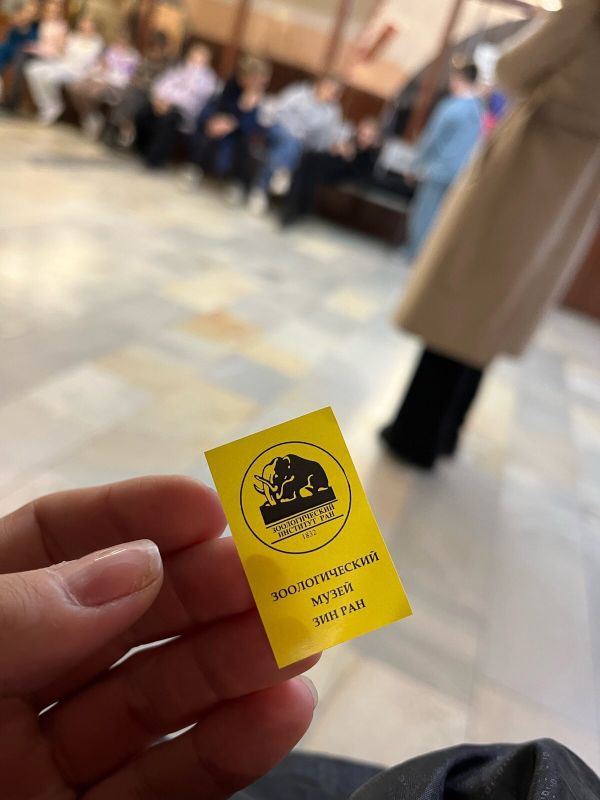 ЗООЛОГИЧЕСКИЙ
ИНСТИТУТ РАН
1832
ЗООЛОГИЧЕСКИЙ
МУЗЕЙ
ЗИН РАН